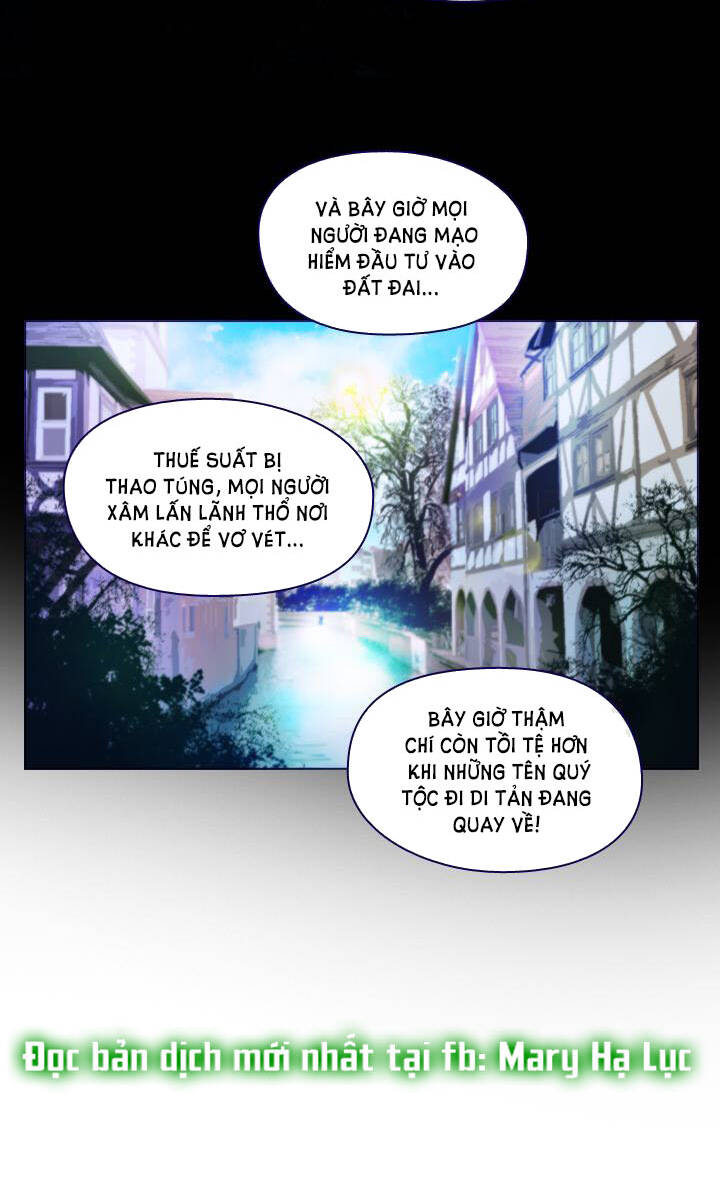 VÀ BÂY GIỜ MỌI
NGƯỜI ĐANG MẠO
HIỂM ĐẦU TƯ VÀO
ĐẤT ĐAI...
THUẾ SUẤT BỊ
THAO TÚNG, MỌI NGƯỜI
XÂM LẤN LÃNH THỔ NƠI
KHÁC ĐỂ VƠ VÉT...
BÂY GIỜ THẬM
CHÍ CÒN TỒI TỆ HƠN
KHI NHỮNG TÊN QUÝ
TỘC ĐI DI TẢN ĐANG
QUAY VỀ!
Đọc bản dịch mới nhất tại fb: Mary Hạ Lục